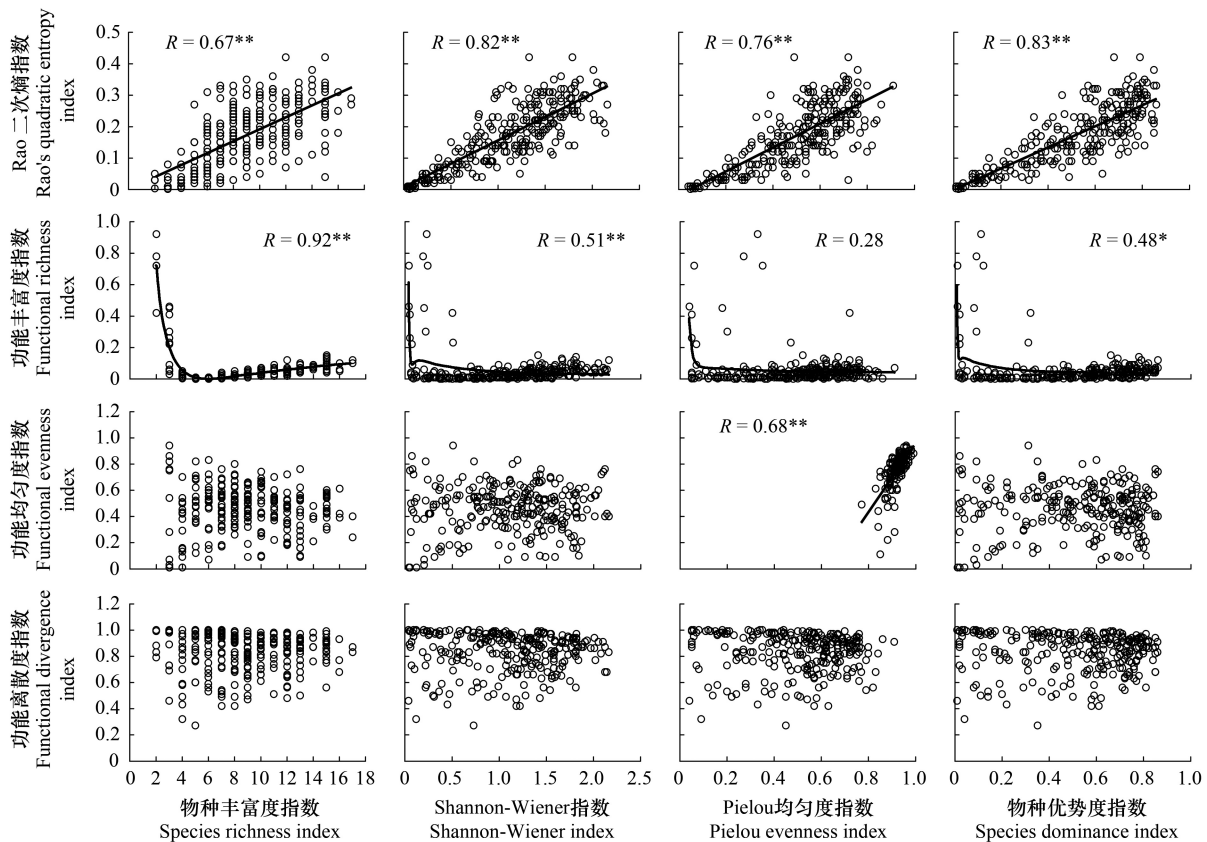 Rao 二次熵指数
Rao's quadratic entropy
index
0.5
0.4
0.3
0.2
0.1
0
R = 0.67**
R = 0.82**
R = 0.76**
R = 0.83**
功能丰富度指数
Functional richness
index
1.0
0.8
0.6
0.4
0.2
0
R = 0.92**
R = 0.51**
R = 0.28
R = 0.48*
功能均匀度指数
Functional evenness
index
1.2
1.0
0.8
0.6
0.4
0.2
0
R = 0.68**
功能离散度指数
Functional divergence
index
1.2
1.0
0.8
0.6
0.4
0.2
0
0 2 4 6 8 10 12 14 16 18
0 0.5 1.0 1.5 2.0 2.5
0 0.2 0.4 0.6 0.8 1.0
0 0.2 0.4 0.6 0.8 1.0
物种丰富度指数
Species richness index
Shannon-Wiener指数
Shannon-Wiener index
Pielou均匀度指数
Pielou evenness index
物种优势度指数
Species dominance index